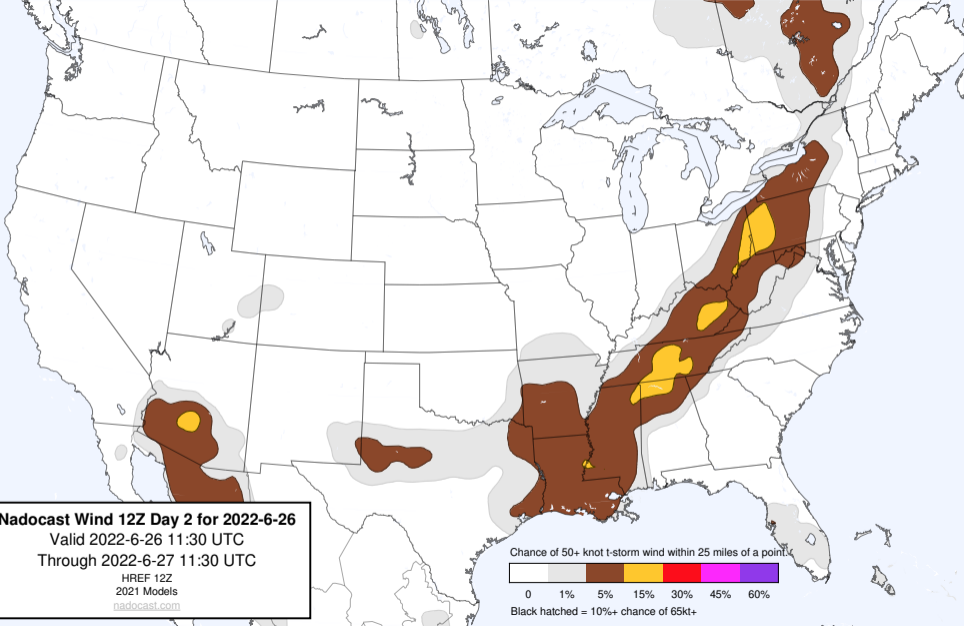 Nadocast Wind 12Z Day 2 for 2022-6-26
Valid 2022-6-26 11:30 UTC
Through 2022-6-27 11:30 UTC
HREF 12Z
2021 Models
nadocast.com
Chance of 50+ knot t-storm wind within 25 miles of a point.
0 1% 5% 15% 30% 45% 60%
Black hatched = 10%+ chance of 65kt+